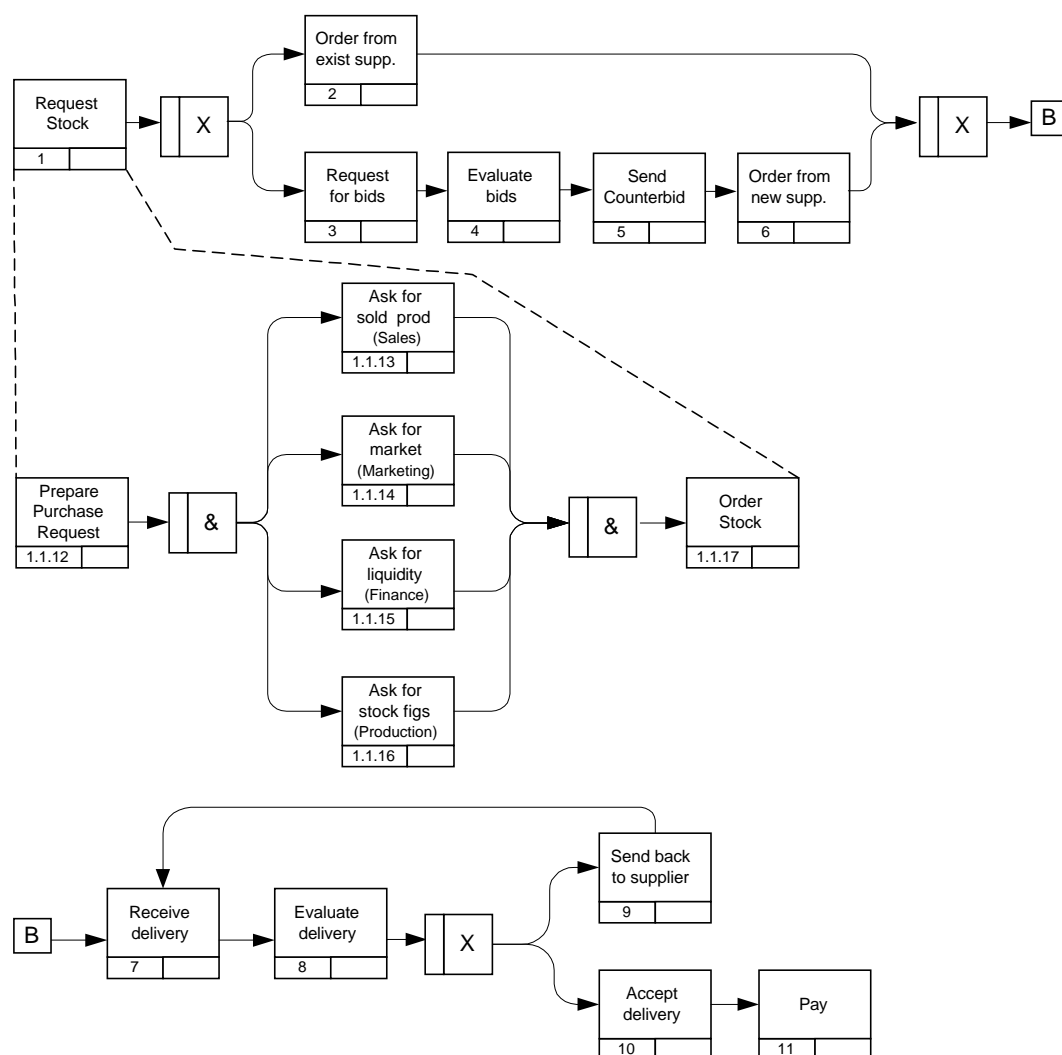 Order from
exist supp.
2
Request
Stock
1
X
X
B
Request
for bids
3
Evaluate
bids
4
Send
Counterbid
5
Order from
new supp.
6
Ask for
sold prod
(Sales)
1.1.13
Ask for
market
(Marketing)
1.1.14
Prepare
Purchase
Request
1.1.12
&
&
Order
Stock
1.1.17
Ask for
liquidity
(Finance)
1.1.15
Ask for
stock figs
(Production)
1.1.16
Send back
to supplier
9
B
Receive
delivery
7
Evaluate
delivery
8
X
Accept
delivery
10
Pay
11